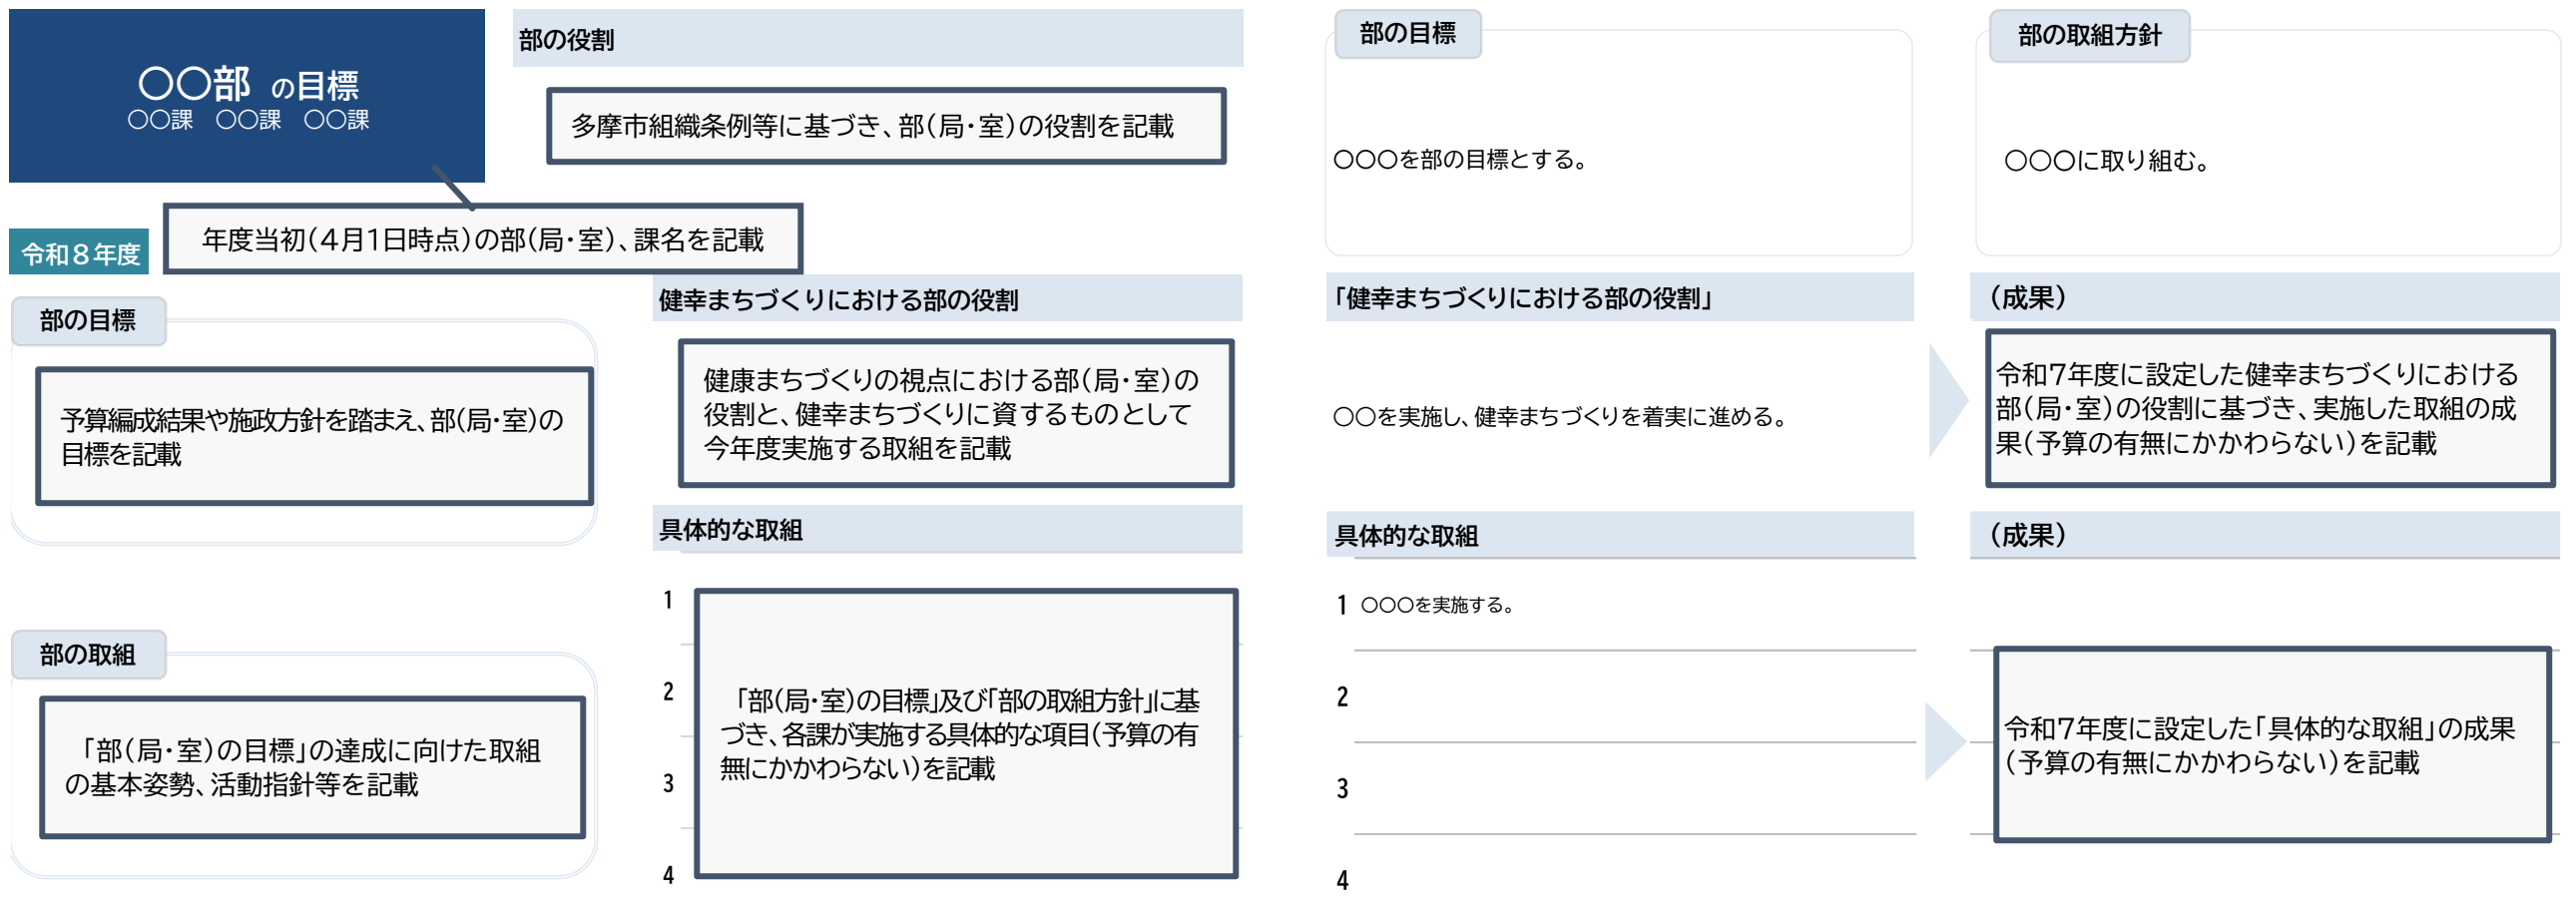 〇〇部 の目標
〇〇課 〇〇課 〇〇課
部の役割
多摩市組織条例等に基づき、部(局・室)の役割を記載
年度当初(4月1日時点)の部(局・室)、課名を記載
令和8年度
部の目標
予算編成結果や施政方針を踏まえ、部(局・室)の
目標を記載
部の取組
「部(局・室)の目標」の達成に向けた取組
の基本姿勢、活動指針等を記載
健幸まちづくりにおける部の役割
健康まちづくりの視点における部(局・室)の
役割と、健幸まちづくりに資するものとして
今年度実施する取組を記載
具体的な取組
1
2
3
4
「部(局・室)の目標」及び「部の取組方針」に基
づき、各課が実施する具体的な項目(予算の有
無にかかわらない)を記載
部の目標
〇〇〇を部の目標とする。
部の取組方針
〇〇〇に取り組む。
「健幸まちづくりにおける部の役割」
〇〇を実施し、健幸まちづくりを着実に進める。
(成果)
令和7年度に設定した健幸まちづくりにおける
部(局・室)の役割に基づき、実施した取組の成
果(予算の有無にかかわらない)を記載
具体的な取組
1 〇〇〇を実施する。
2
3
4
(成果)
令和7年度に設定した「具体的な取組」の成果
(予算の有無にかかわらない)を記載